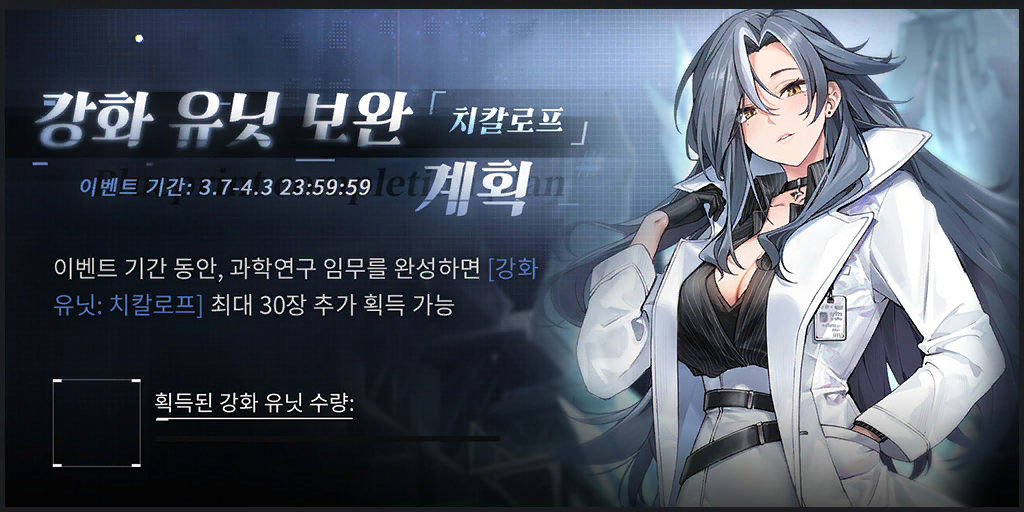 강화 유닛 보완 「치칼로프」
계획
이벤트 기간: 3.7-4.3 23:59:59
이벤트 기간 동안, 과학연구 임무를 완성하면 [강화
유닛: 치칼로프] 최대 30장 추가 획득 가능
획득된 강화 유닛 수량: